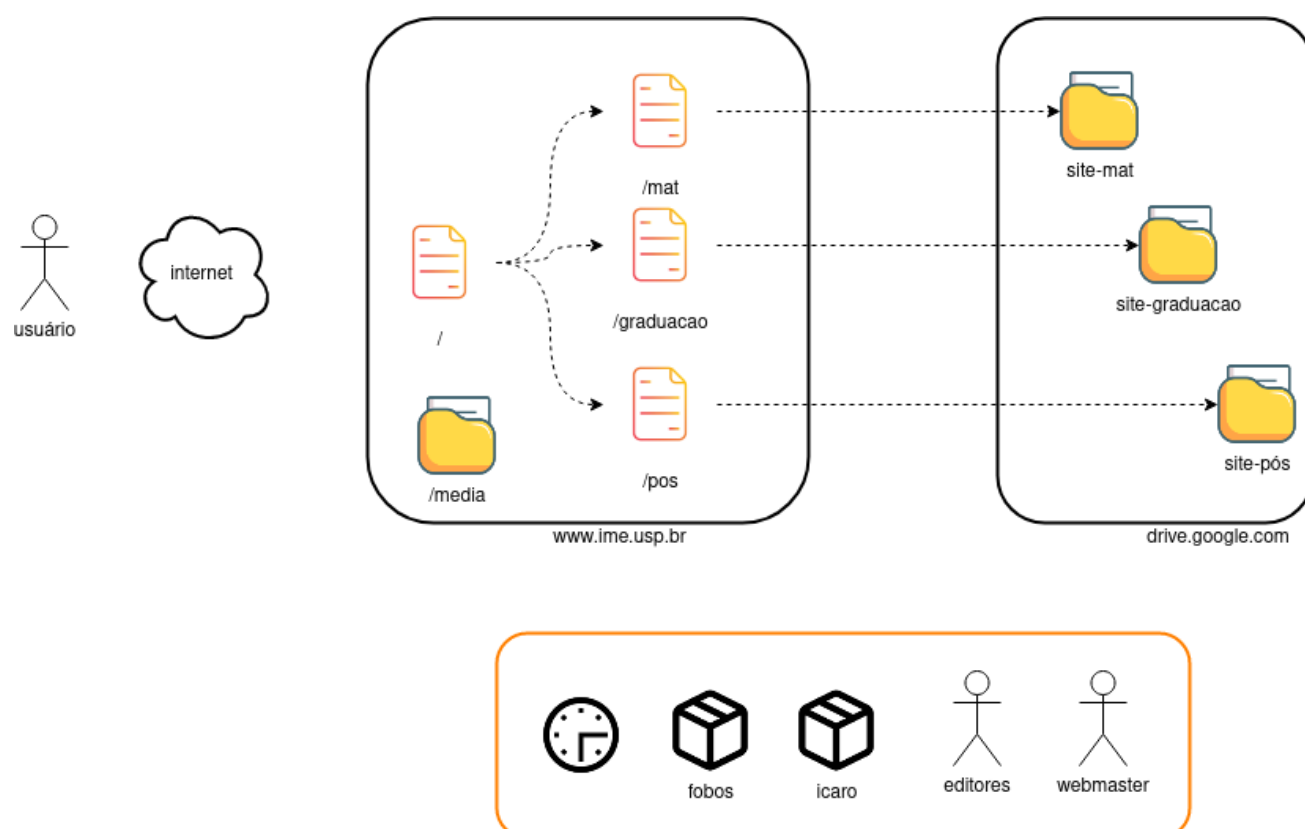 /mat
site-mat
internet
usuário
/graduacao
site-graduacao
/
/media
/pos
site-pós
www.ime.usp.br
drive.google.com
fobos
icaro
editores
webmaster